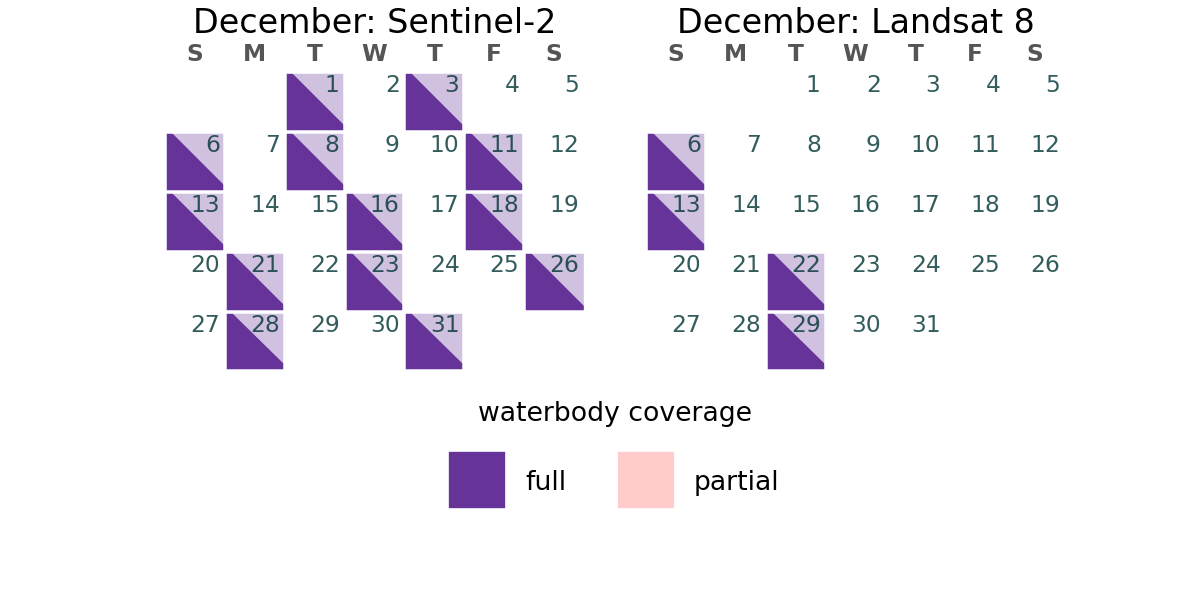 December: Sentinel-2
S M T W T F S
1 2 3 4 5
6 7 8 9 10 11 12
13 14 15 16 17 18 19
20 21 22 23 24 25 26
27 28 29 30 31
December: Landsat 8
S M T W T F S
1 2 3 4 5
6 7 8 9 10 11 12
13 14 15 16 17 18 19
20 21 22 23 24 25 26
27 28 29 30 31
waterbody coverage
full partial